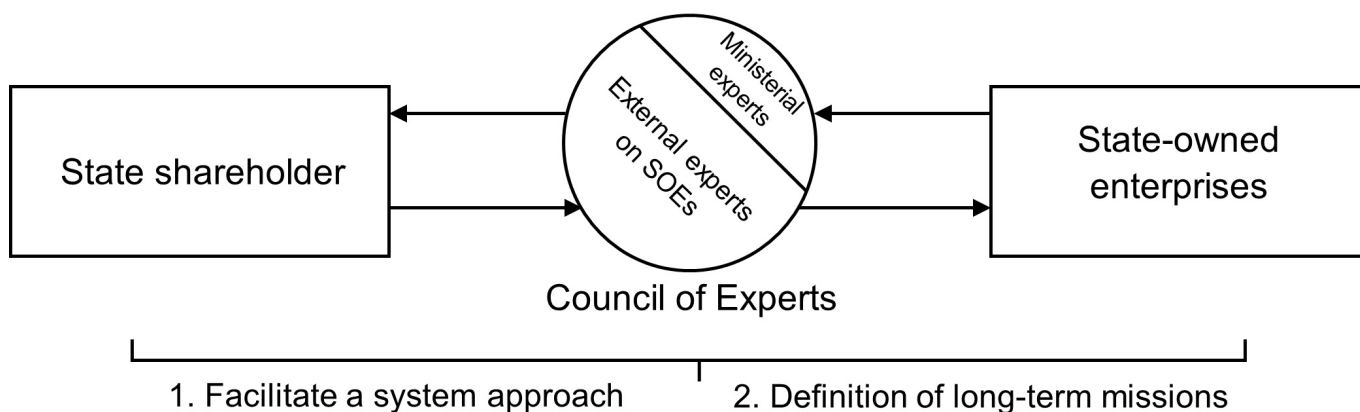 Ministerial
experts
External experts
on SOEs
State shareholder
State-owned
enterprises
Council of Experts
1. Facilitate a system approach
2. Definition of long-term missions